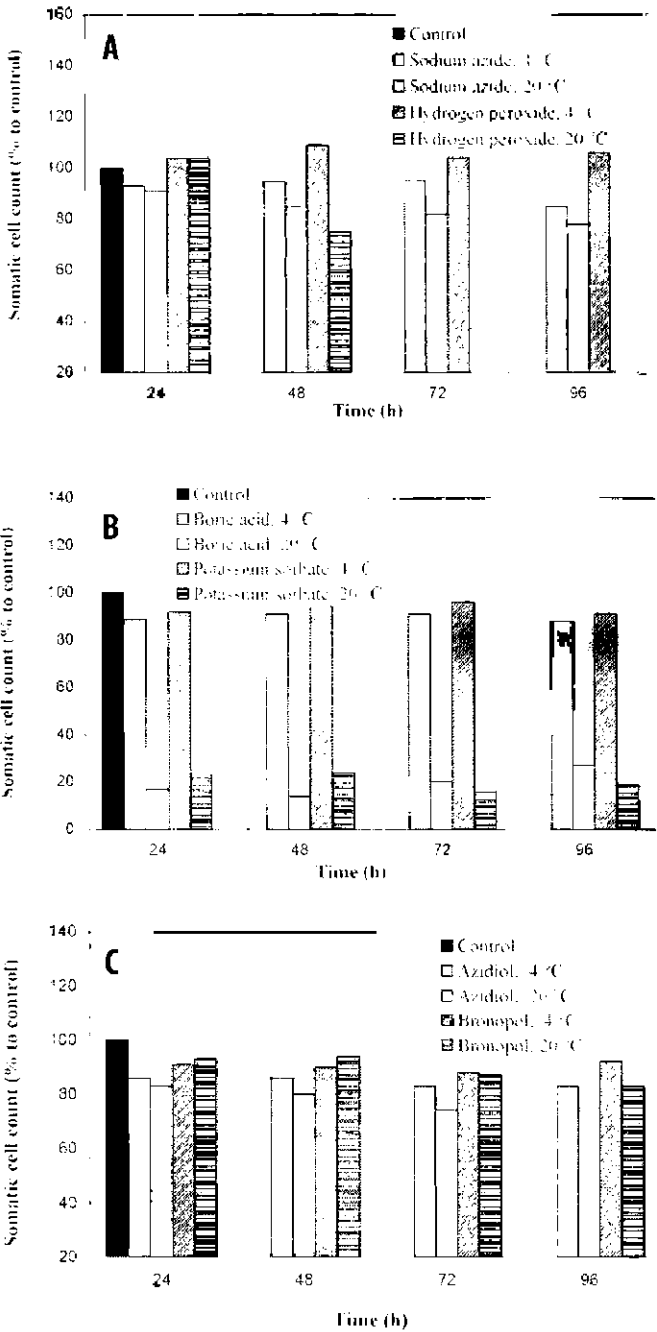 160
A
Control
Sodium azide,
140
Sodium azide, 20 °C
120
Hydrogen peroxide, 4 °C
Hydrogen peroxide, 20 °C
100
80
60
40
20
Somatic cell count (% to control)
24
48
72
96
Time (h)
140
B
Control
Boric acid, 4 °C
120
Boric acid, C
Potassium sorbate, 4 °C
100
Potassium sorbate, 20 °C
80
60
40
20
0
Somatic cell count (% to control)
24
48
72
96
Time (h)
140
C
Control
Azidiol, 4 °C
120
Azidiol, 20 °C
Bronopol, 4 °C
100
Bronopol, 20 °C
80
60
40
20
Somatic cell count (% to control)
24
48
72
96
Time (h)